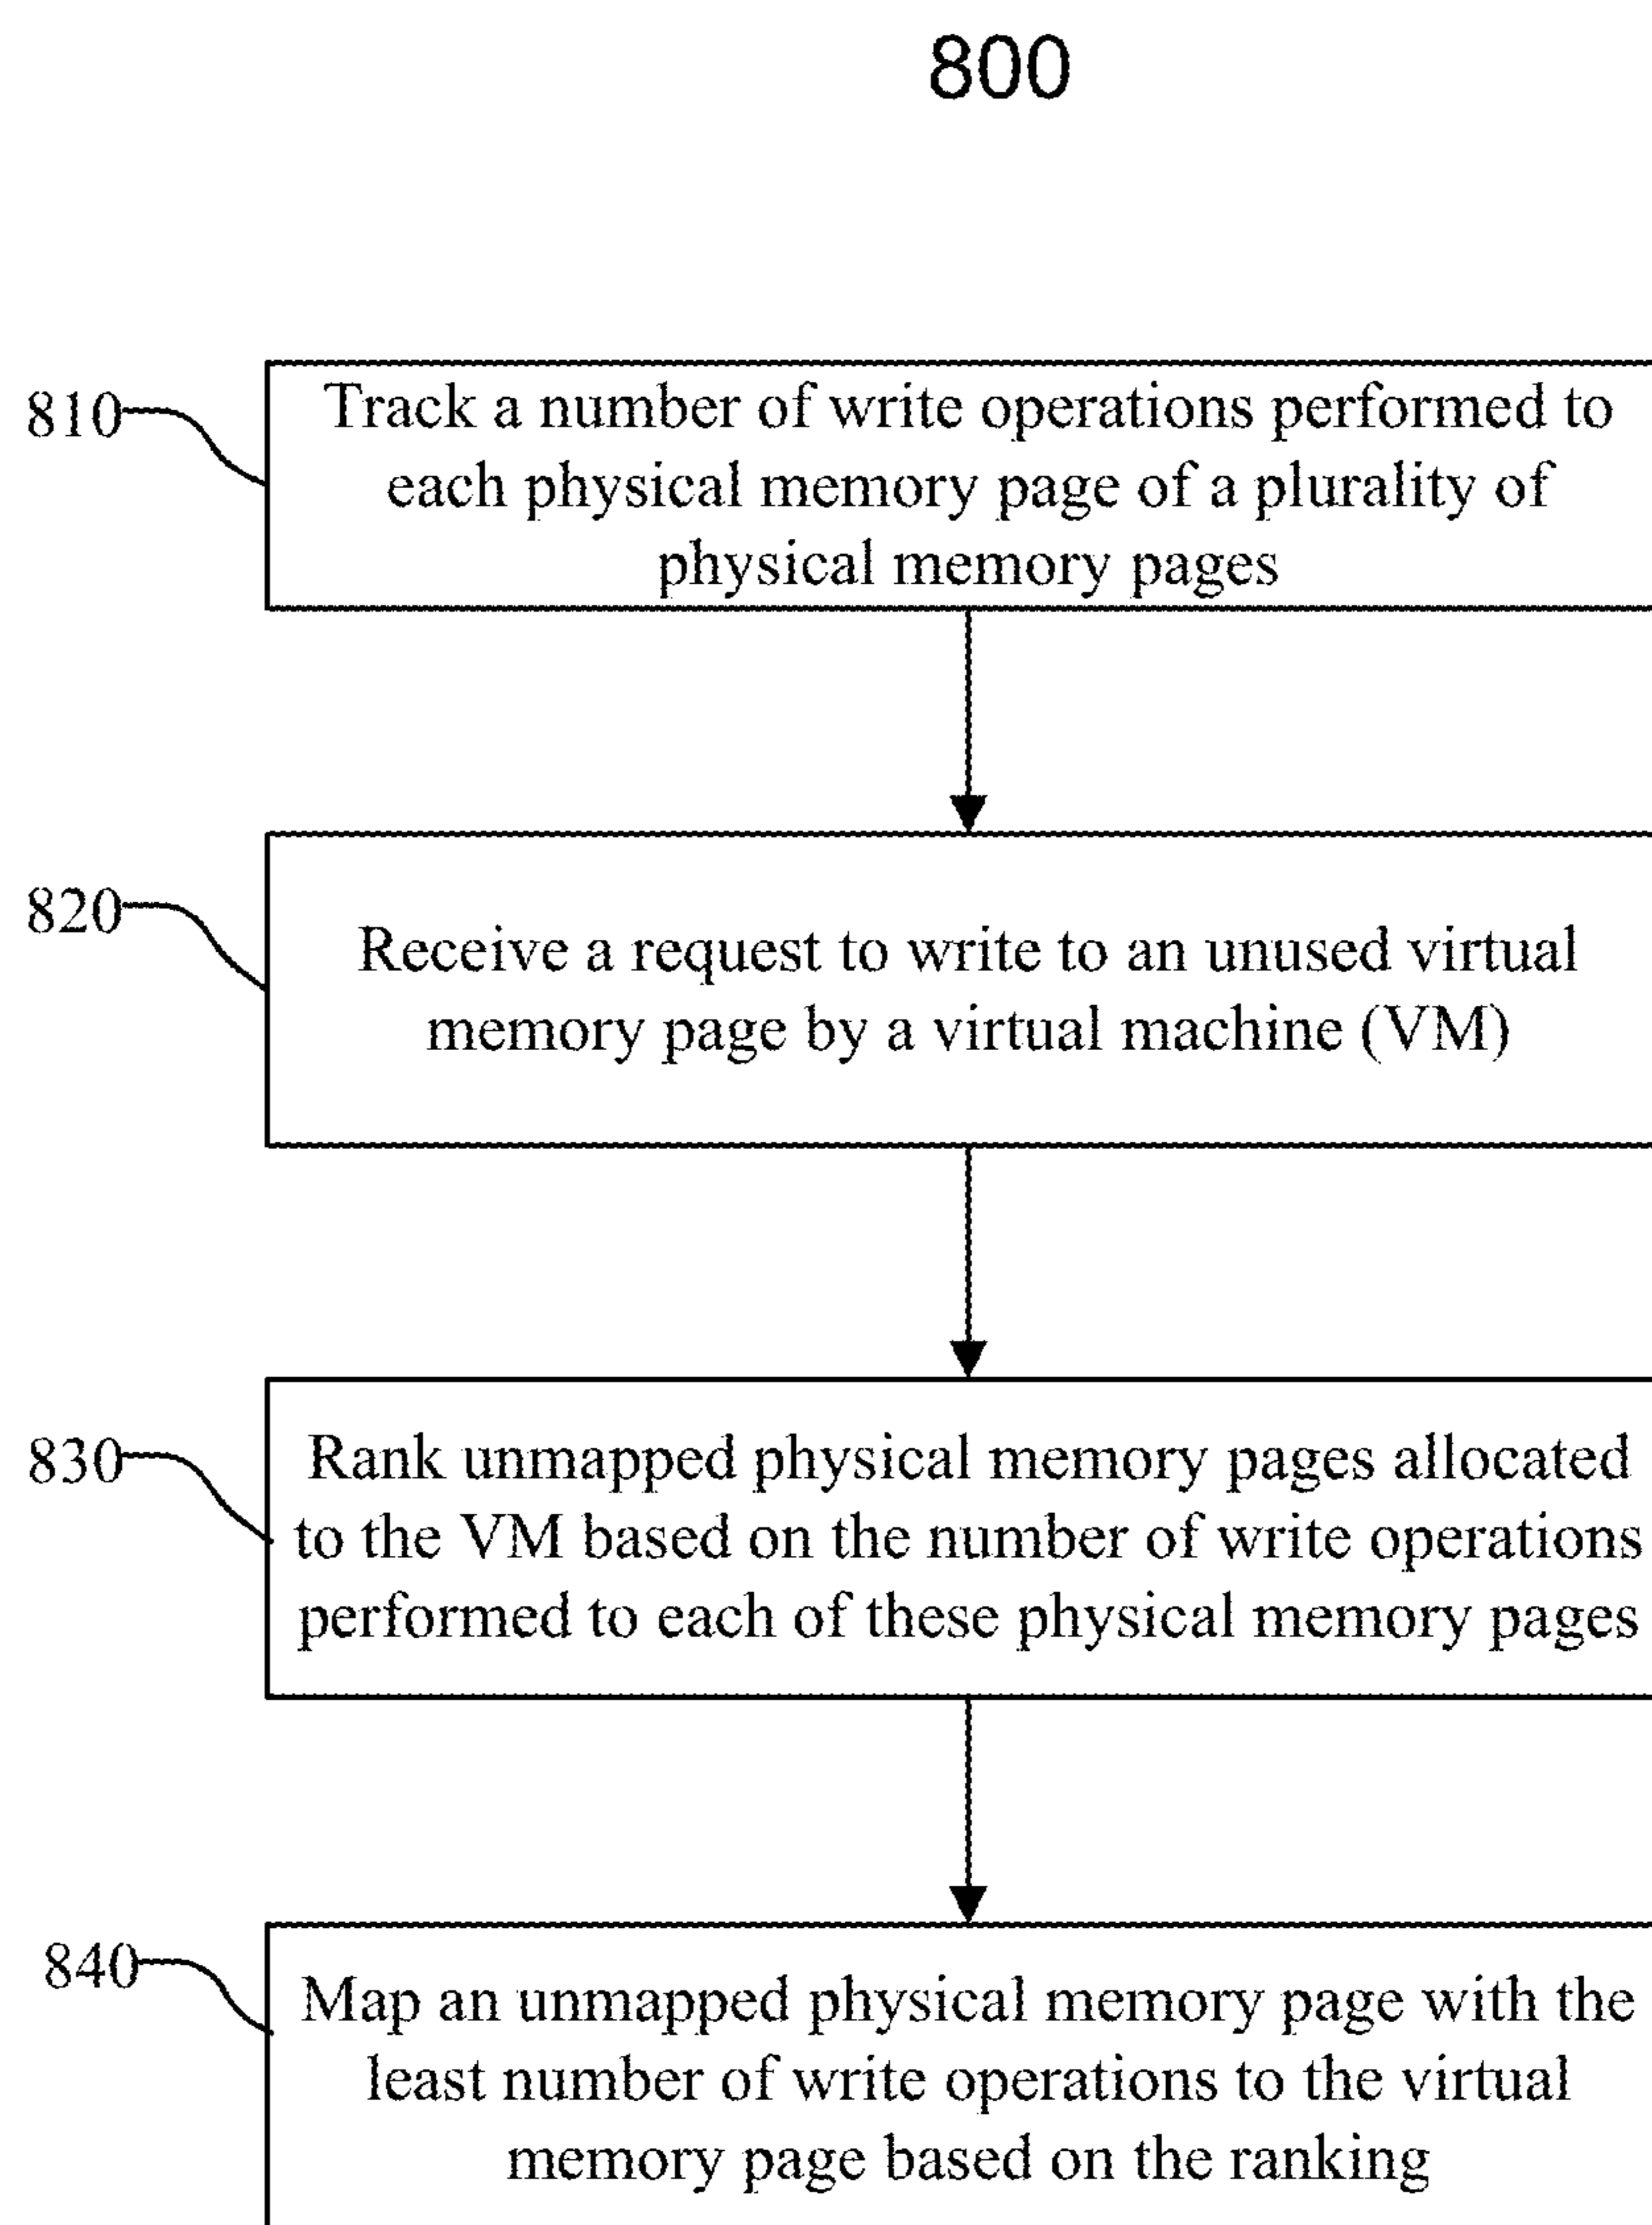 800
810
Track a number of write operations performed to
each physical memory page of a plurality of
physical memory pages
820
Receive a request to write to an unused virtual
memory page by a virtual machine (VM)
830
Rank unmapped physical memory pages allocated
to the VM based on the number of write operations
performed to each of these physical memory pages
840
Map an unmapped physical memory page with the
least number of write operations to the virtual
memory page based on the ranking